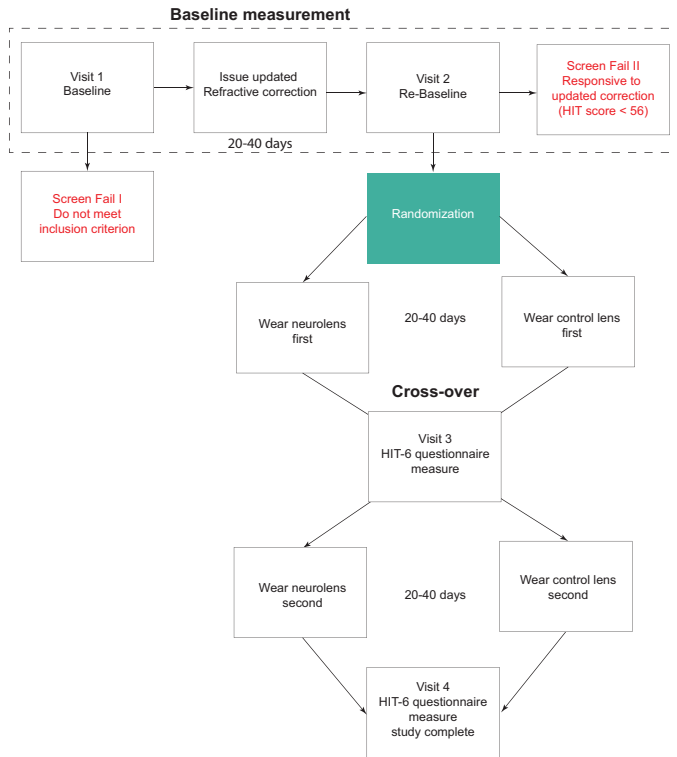 Baseline measurement
Visit 1
Baseline
Issue updated
Refractive correction
Visit 2
Re-Baseline
Screen Fail II
Responsive to
updated correction
(HIT score < 56)
20-40 days
Screen Fail I
Do not meet
inclusion criterion
Randomization
Wear neurolens
first
20-40 days
Wear control lens
first
Cross-over
Visit 3
HIT-6 questionnaire
measure
Wear neurolens
second
20-40 days
Wear control lens
second
Visit 4
HIT-6 questionnaire
measure
study complete